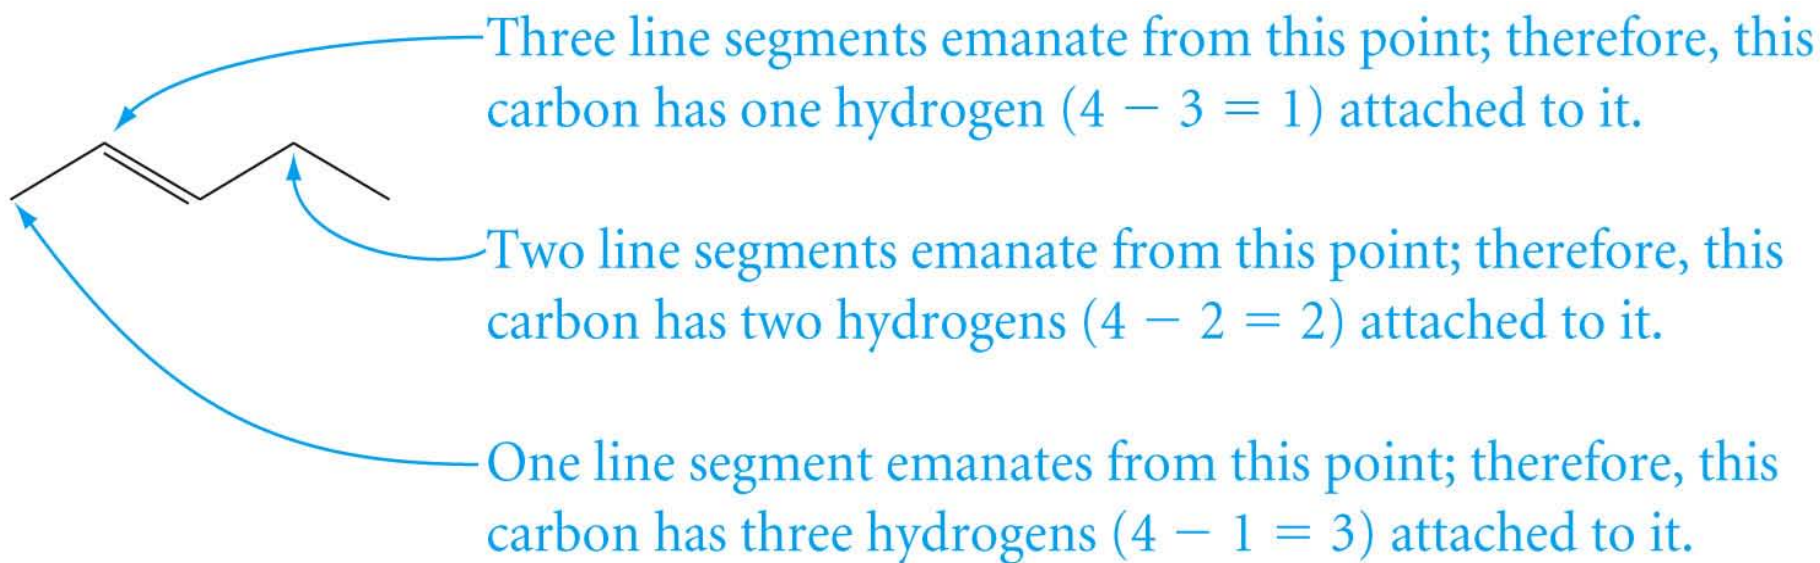 Three line segments emanate from this point; therefore, this
carbon has one hydrogen (4 − 3 = 1) attached to it.
Two line segments emanate from this point; therefore, this
carbon has two hydrogens (4 − 2 = 2) attached to it.
One line segment emanates from this point; therefore, this
carbon has three hydrogens (4 − 1 = 3) attached to it.